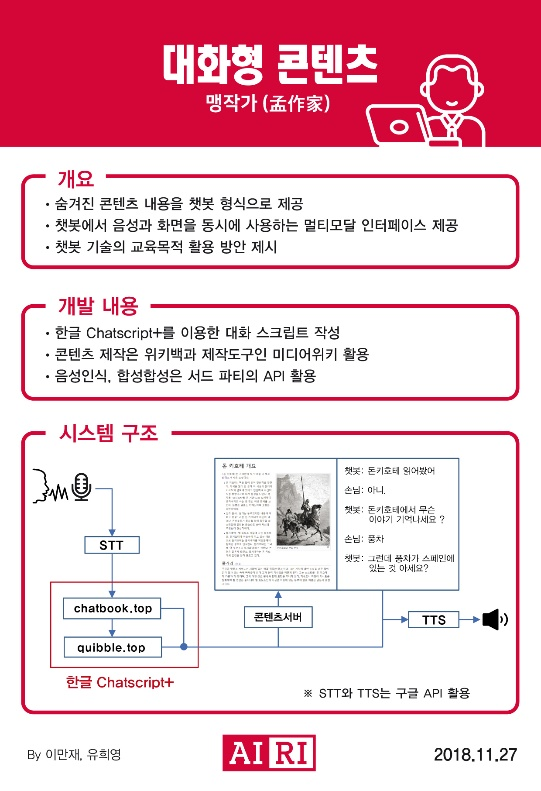 대화형 콘텐츠
맹작가 (孟作家)
개요
• 숨겨진 콘텐츠 내용을 챗봇 형식으로 제공
• 챗봇에서 음성과 화면을 동시에 사용하는 멀티모달 인터페이스 제공
• 챗봇 기술의 교육목적 활용 방안 제시
개발 내용
• 한글 Chatscript+를 이용한 대화 스크립트 작성
• 콘텐츠 제작은 위키백과 제작도구인 미디어위키 활용
• 음성인식, 합성합성은 서드 파티의 API 활용
시스템 구조
STT
chatbook.top
quibble.top
한글 Chatscript+
돈 키호테 개요
챗봇: 돈키호테 읽어봤어
손님: 아니.
챗봇: 돈키호테에서 무슨
이야기 기억나세요 ?
손님: 풍차
챗봇: 그런데 풍차가 스페인에
있는 것 아세요?
콘텐츠서버
TTS
※ STT와 TTS는 구글 API 활용
By 이만재, 유희영
AI RI
2018.11.27